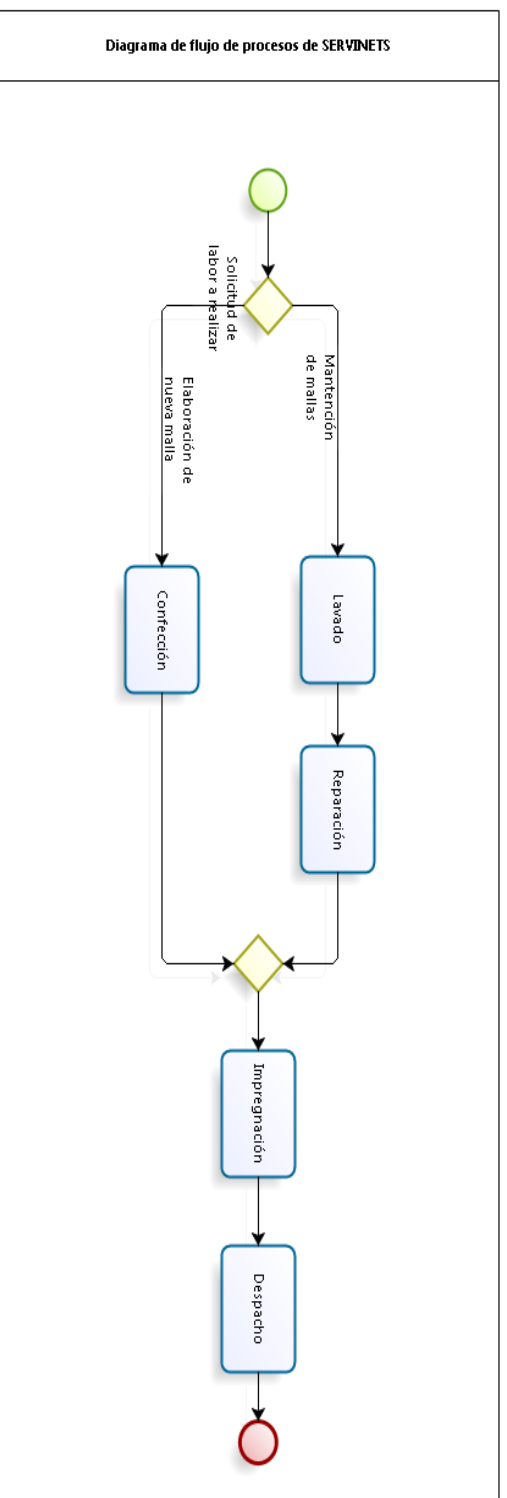 Diagrama de flujo de procesos de SERVINETS
Solicitud de
labor a realizar
Mantención
de mallas
Elaboración de
nueva malla
Lavado
Confección
Reparación
Impregnación
Despacho